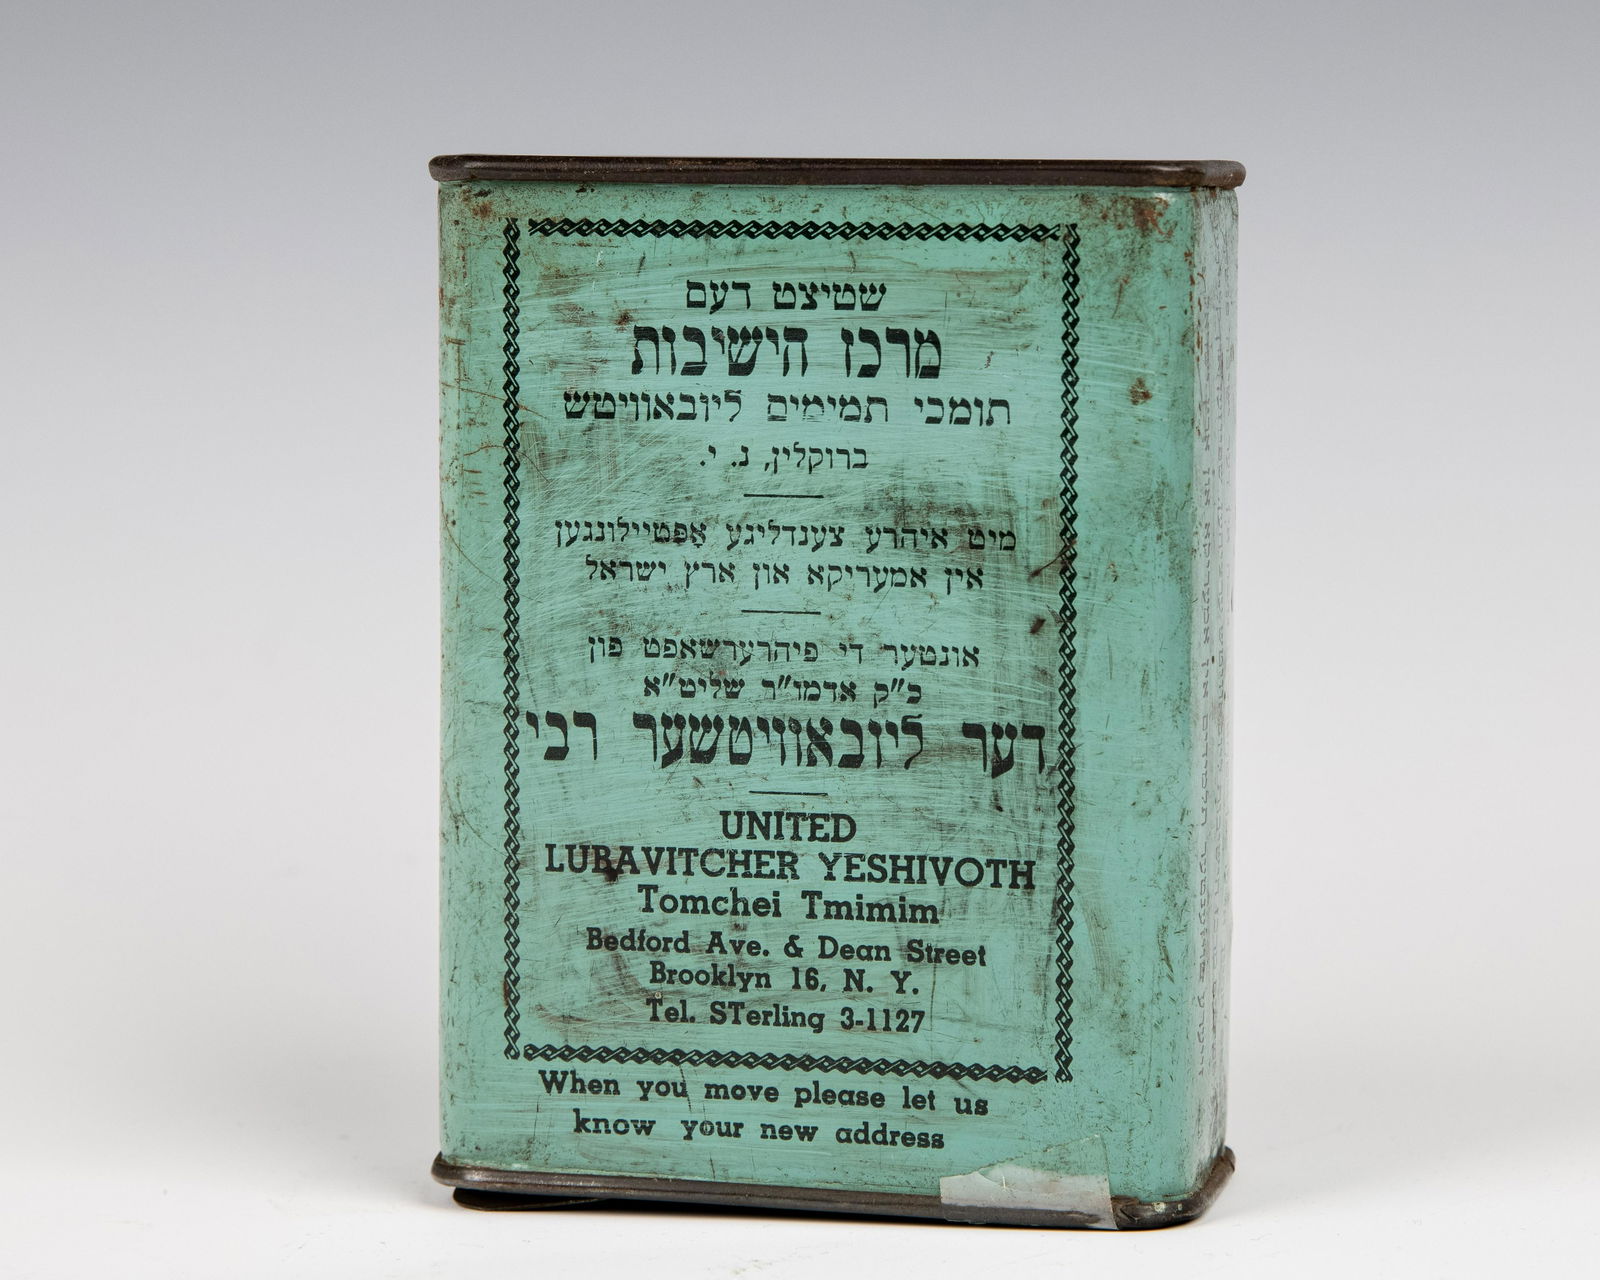 שטיצט דעם
מרכז הישיבות
תומכי תמימים ליובאוויטש
ברוקלין, נ. י.
מיט איהרע צענדליגע אָפּטיילונגען
אין אמעריקא און ארץ ישראל
אונטער די פיהרערשאפט פון
כ"ק אדמו"ר שליט"א
דער ליובאוויטשער רבי
UNITED
LUBAVITCHER YESHIVOTH
Tomchei Tmimim
Bedford Ave. & Dean Street
Brooklyn 16, N. Y.
Tel. STerling 3-1127
When you move please let us
know your new address